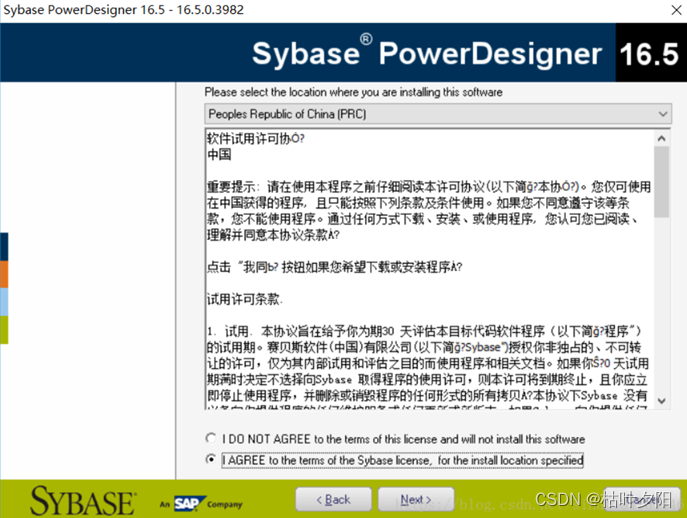 Sybase PowerDesigner 16.5 - 16.5.0.3982
Sybase® PowerDesigner 16.5
Please select the location where you are installing this software
Peoples Republic of China (PRC)
软件试用许可协Ó?
中国
重要提示: 请在使用本程序之前仔细阅读本许可协议(以下简ğ?本协Ó?)。您仅可使用
在中国获得的程序, 且只能按照下列条款及条件使用。如果您不同意遵守该等条
款，您不能使用程序。通过任何方式下载、安装、或使用程序, 您认可您已阅读、
理解并同意本协议条款À?
点击 "我同b? 按钮如果您希望下载或安装程序À?
试用许可条款.
1. 试用. 本协议旨在给予你为期30 天评估本目标代码软件程序（以下简ğ?程序"）
的试用期。赛贝斯软件(中国)有限公司(以下简ğ?Sybase")授权你非独占的、不可转
让的许可，仅为其内部试用和评估之目的而使用程序和相关文档。如果你Š?0 天试用
期满时决定不选择向Sybase 取得程序的使用许可，则本许可将到期终止，且你应立
即停止使用程序，并删除或销毁程序的任何形式的所有拷贝À?本协议下Sybase 没有
I DO NOT AGREE to the terms of this license and will not install this software
I AGREE to the terms of the Sybase license, for the install location specified
SYBASE An SAP Company
< Back
Next >
CSDN @枯叶夕阳